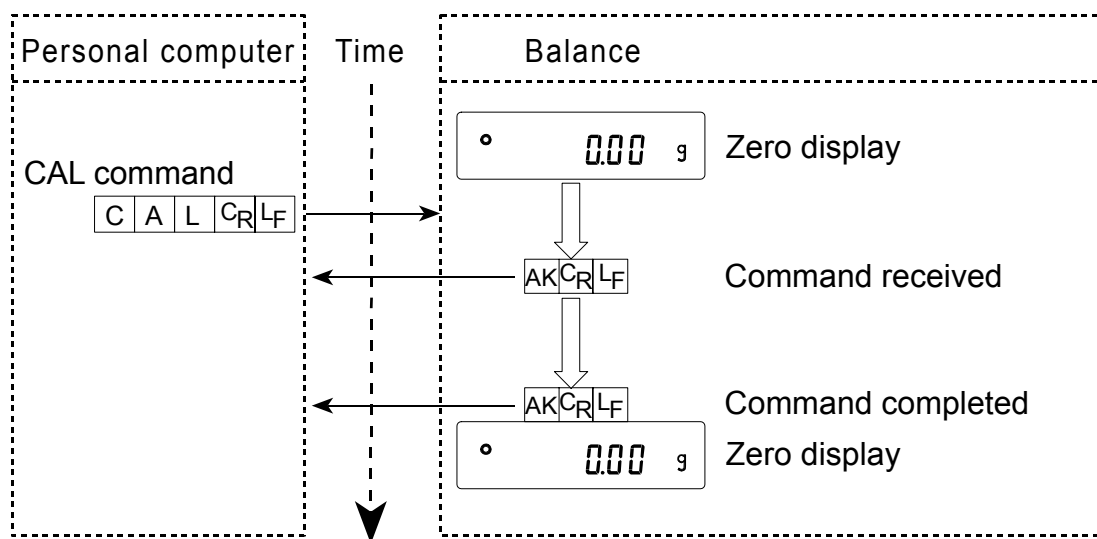 Personal computer Time Balance
0.00 g Zero display
CAL command
C A L CR LF
AK CR LF Command received
AK CR LF Command completed
0.00 g Zero display